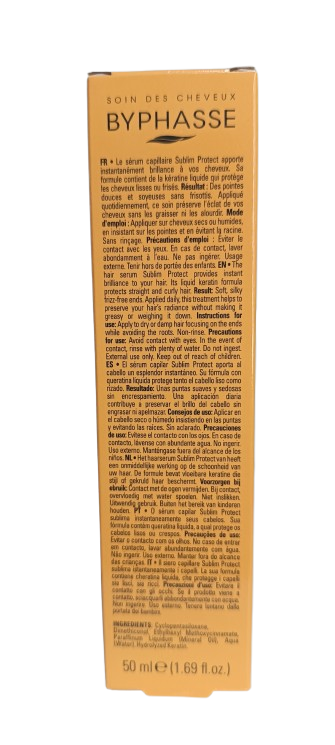 SOIN DES CHEVEUX
BYPHASSE
FR • Le sérum capillaire Sublim Protect apporte
instantanément brillance à vos cheveux. Sa
formule contient de la kératine liquide qui protège
les cheveux lisses ou frisés. Résultat : Des pointes
douces et soyeuses sans frisottis. Appliqué
quotidiennement, ce soin préserve l'éclat de vos
cheveux sans les graisser ni les alourdir. Mode
d'emploi : Appliquer sur cheveux secs ou humides,
en insistant sur les pointes et en évitant la racine.
Sans rinçage. Précautions d'emploi : Éviter le
contact avec les yeux. En cas de contact, laver
abondamment à l'eau. Ne pas ingérer. Usage
externe. Tenir hors de portée des enfants. EN • The
hair serum Sublim Protect provides instant
brilliance to your hair. Its liquid keratin formula
protects straight and curly hair. Result: Soft, silky
frizz-free ends. Applied daily, this treatment helps to
preserve your hair's radiance without making it
greasy or weighing it down. Instructions for
use: Apply to dry or damp hair focusing on the ends
while avoiding the roots. Non-rinse. Precautions
for use: Avoid contact with eyes. In the event of
contact, rinse with plenty of water. Do not ingest.
External use only. Keep out of reach of children.
ES • El sérum capilar Sublim Protect aporta al
cabello un esplendor instantáneo. Su fórmula con
queratina líquida protege tanto el cabello liso como
rizado. Resultado: Unas puntas suaves y sedosas
sin encrespamiento. Una aplicación diaria
contribuye a preservar el brillo del cabello sin
engrasar ni apelmazar. Consejos de uso: Aplicar en
el cabello seco o húmedo insistiendo en las puntas
y evitando las raíces. Sin aclarado. Precauciones
de uso: Evítese el contacto con los ojos. En caso de
contacto, lávense con abundante agua. No ingerir.
Uso externo. Manténgase fuera del alcance de los
niños. NL • Het haarserum Sublim Protect van heeft
een onmiddellijke werking op de schoonheid van
uw haar. De formule bevat vloeibare keratine die
stijl of gekruld haar beschermt. Voorzorgen bij
gebruik: Contact met de ogen vermijden. Bij contact,
overvloedig met water spoelen. Niet inslikken.
Uitwendig gebruik. Buiten het bereik van kinderen
houden. PT • O sérum capilar Sublim Protect
sublima instantaneamente seus cabelos. Sua
fórmula contém queratina líquida, a qual protege os
cabelos lisos ou crespos. Precauções de uso:
Evitar o contacto com os olhos. No caso de entrar
em contacto, lavar abundantemente com água.
Não ingerir. Uso externo. Manter fora do alcance
das crianças. IT • Il siero capillare Sublim Protect
sublima istantaneamente i capelli. La sua formula
contiene cheratina liquida, che protegge i capelli
sia lisci, sia ricci. Precauzioni d'uso: Evitare il
contatto con gli occhi. Se il prodotto viene a
contatto, sciacquarli abbondantemente con acqua.
Non ingerire. Uso esterno. Tenere lontano dalla
portata dei bambini.
INGREDIENTS: Cyclopentasiloxane,
Dimethiconol, Ethylhexyl Methoxycinnamate,
Paraffinum Liquidum (Mineral Oil), Aqua
(Water), Hydrolyzed Keratin.
50 ml e (1.69 fl.oz.)